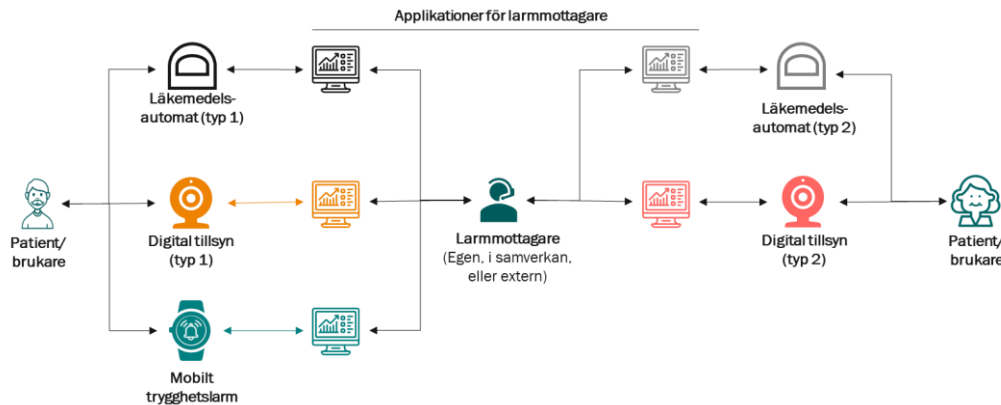 Applikationer för larmmottagare
Läkemedels-
automat (typ 1)
Läkemedels-
automat (typ 2)
Patient/
brukare
Digital tillsyn
(typ 1)
Larmmottagare
(Egen, i samverkan,
eller extern)
Digital tillsyn
(typ 2)
Patient/
brukare
Mobilt
trygghetslarm